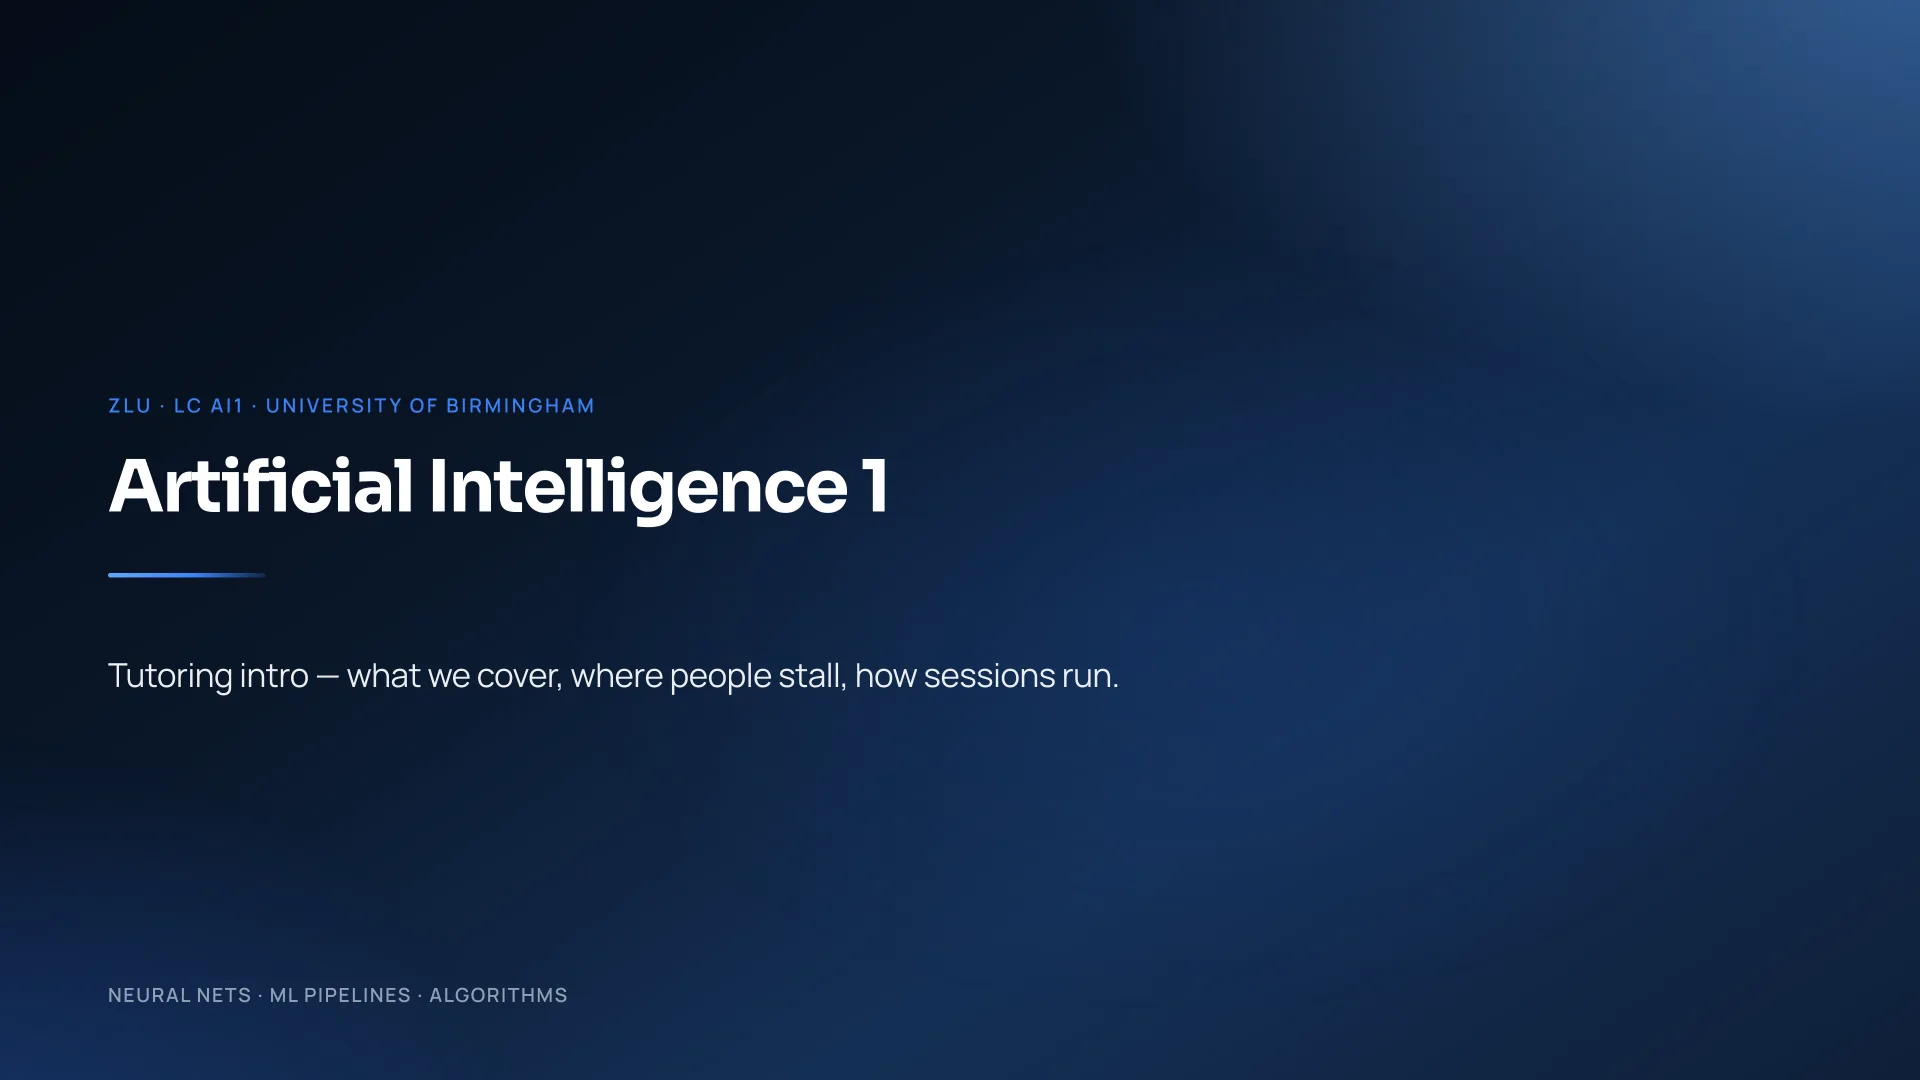 ZLU · LC AI1 · UNIVERSITY OF BIRMINGHAM
Artificial Intelligence 1
Tutoring intro — what we cover, where people stall, how sessions run.
NEURAL NETS · ML PIPELINES · ALGORITHMS